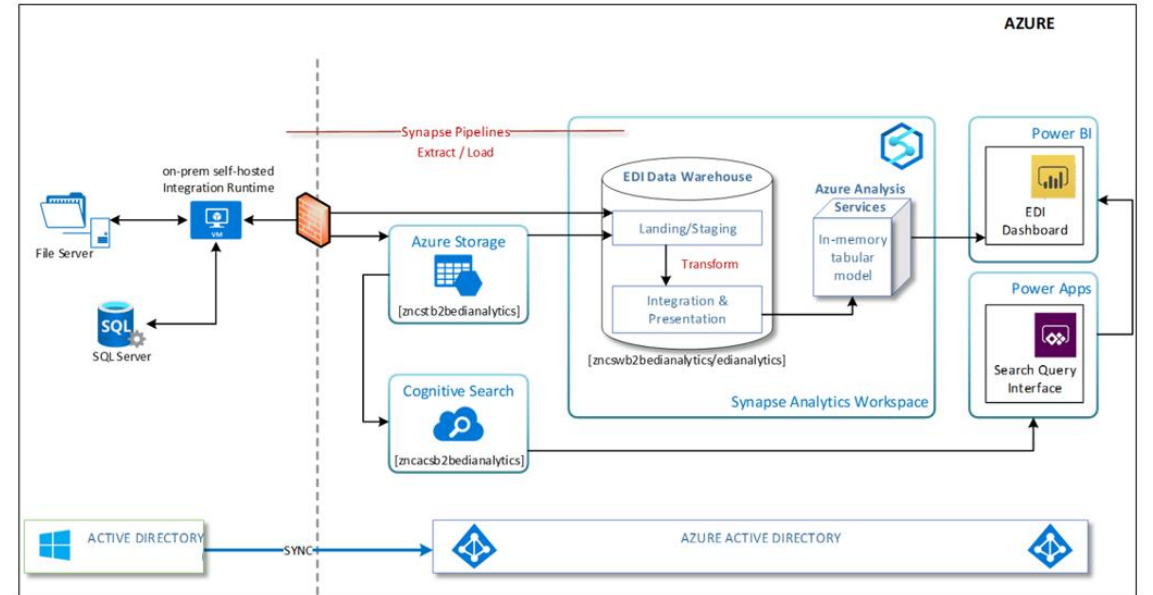 AZURE
Synapse Pipelines
Extract / Load
on-prem self-hosted
Integration Runtime
VM
File Server
SQL
SQL Server
Azure Storage
[zncstb2bedianalytics]
Cognitive Search
[zncacsb2bedianalytics]
EDI Data Warehouse
Landing/Staging
Transform
Integration &
Presentation
[zncswb2bedianalytics/edianalytics]
Azure Analysis
Services
In-memory
tabular
model
Synapse Analytics Workspace
Power BI
EDI
Dashboard
Power Apps
Search Query
Interface
ACTIVE DIRECTORY
SYNC
AZURE ACTIVE DIRECTORY